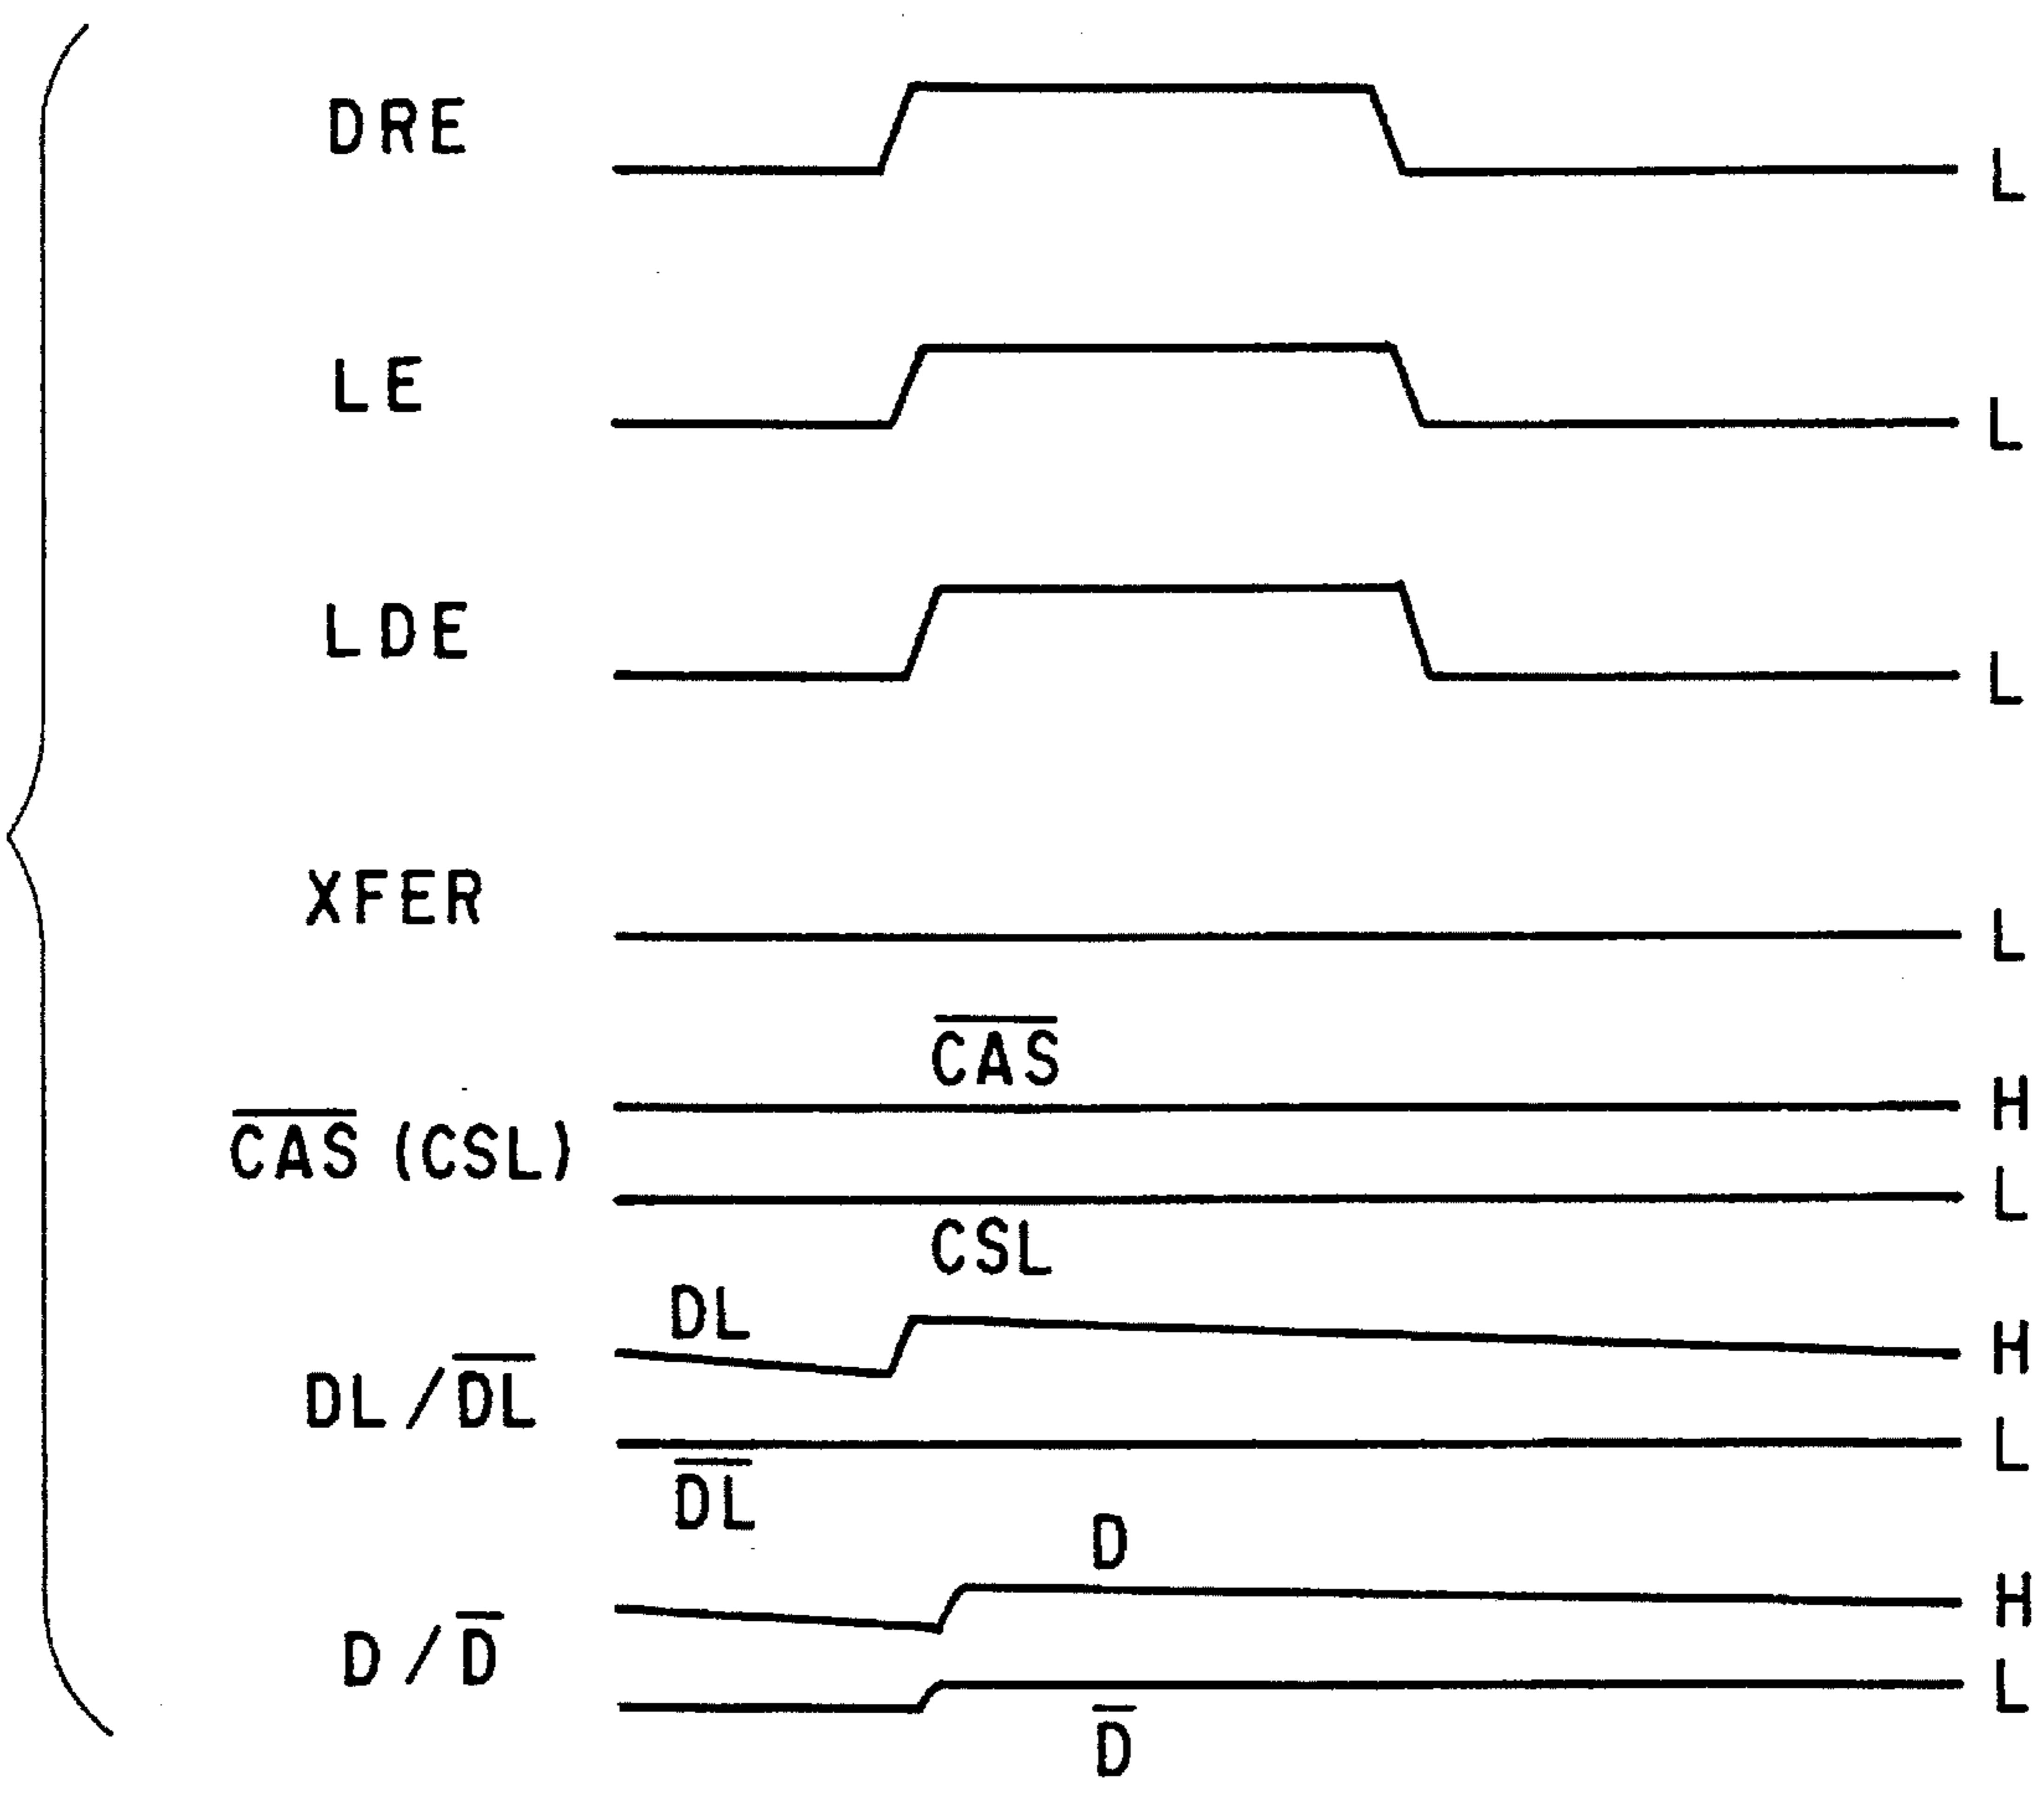 DRE
L
LE
L
LDE
L
XFER
L
C̅A̅S̅
H
C̅A̅S̅ (CSL)
L
CSL
DL
H
DL/D̅L̅
L
D̅L̅
D
H
D/D̅
L
D̅